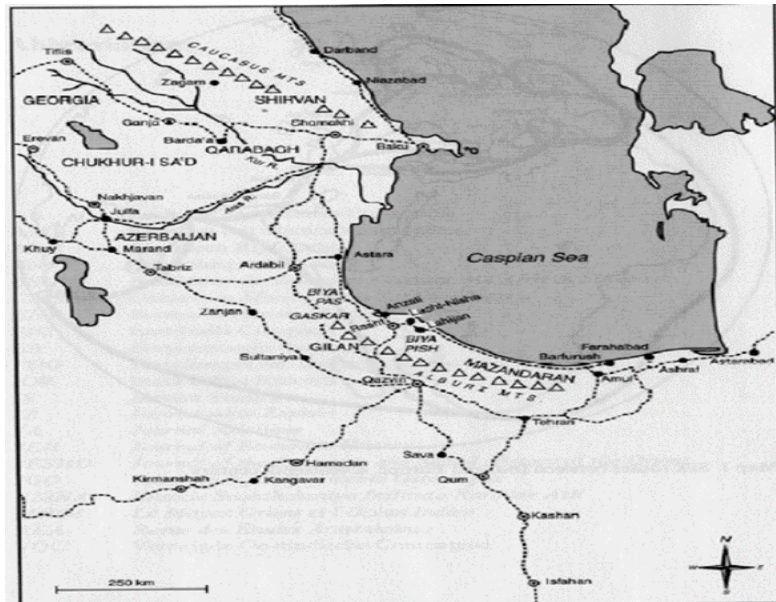 Darband
CAUCASUS MTS
Tiflis
Zagam
Niazabad
GEORGIA
SHIRVAN
Ganja
Shamakhi
Erevan
Barda'a
QARABAGH
Baku
CHUKHUR-I SA'D
Kur R.
Nakhjavan
Aras R.
Julfa
AZERBAIJAN
Khuy
Marand
Astara
Caspian Sea
Tabriz
Ardabil
BIYA
PAS
Anzali
Zanjan
GASKAR
Rasht
Lahijan
GILAN
BIYA
PISH
Farahabad
Sultaniya
Barfurush
Astarabad
MAZANDARAN
Ashraf
Qazvin
ALBURZ MTS.
Amul
Tehran
Hamadan
Sava
Kirmanshah
Kangavar
Qum
Kashan
N
W
E
S
250 km
Isfahan